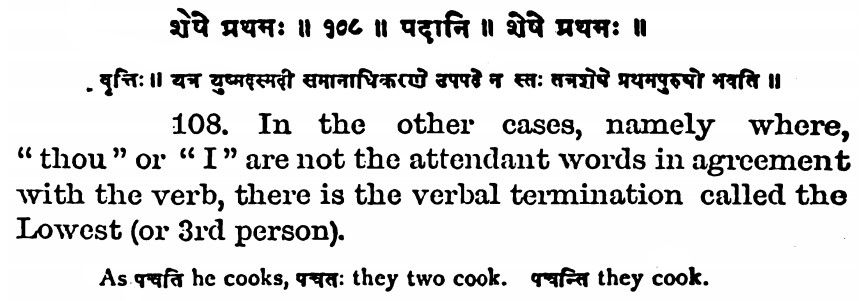 शेषे प्रथमः ॥ १०८ ॥ पदानि ॥ शेषे प्रथमः ॥
वृत्तिः ॥ यत्र युष्मदस्मदी समानाधिकरणे उपपदे न स्तः तत्रशेषे प्रथमपुरुषो भवति ॥
108. In the other cases, namely where,
“thou” or “I” are not the attendant words in agreement
with the verb, there is the verbal termination called the
Lowest (or 3rd person).
As पचति he cooks, पचतः they two cook. पचन्ति they cook.